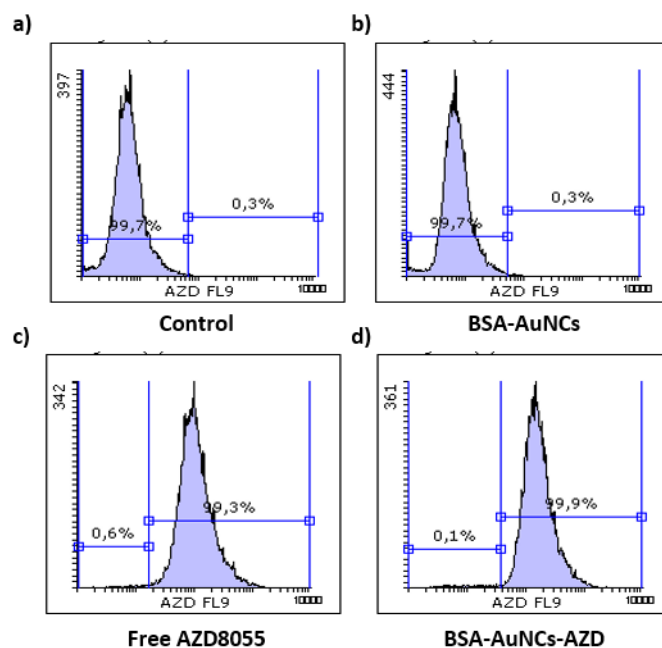 a)
397
99,7%
0,3%
AZD FL9
10000
Control
b)
444
99,7%
0,3%
AZD FL9
10000
BSA-AuNCs
c)
342
0,6%
99,3%
AZD FL9
10000
Free AZD8055
d)
361
0,1%
99,9%
AZD FL9
10000
BSA-AuNCs-AZD